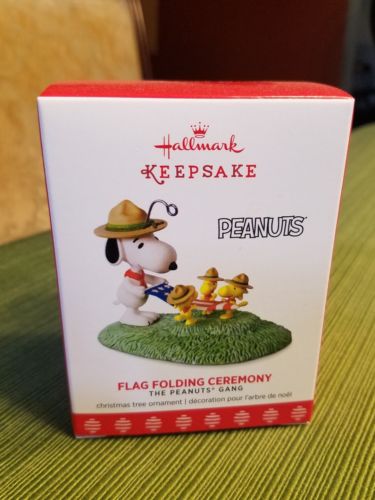 Hallmark
KEEPSAKE
PEANUTS
FLAG FOLDING CEREMONY
THE PEANUTS® GANG
christmas tree ornament | décoration pour l'arbre de noël